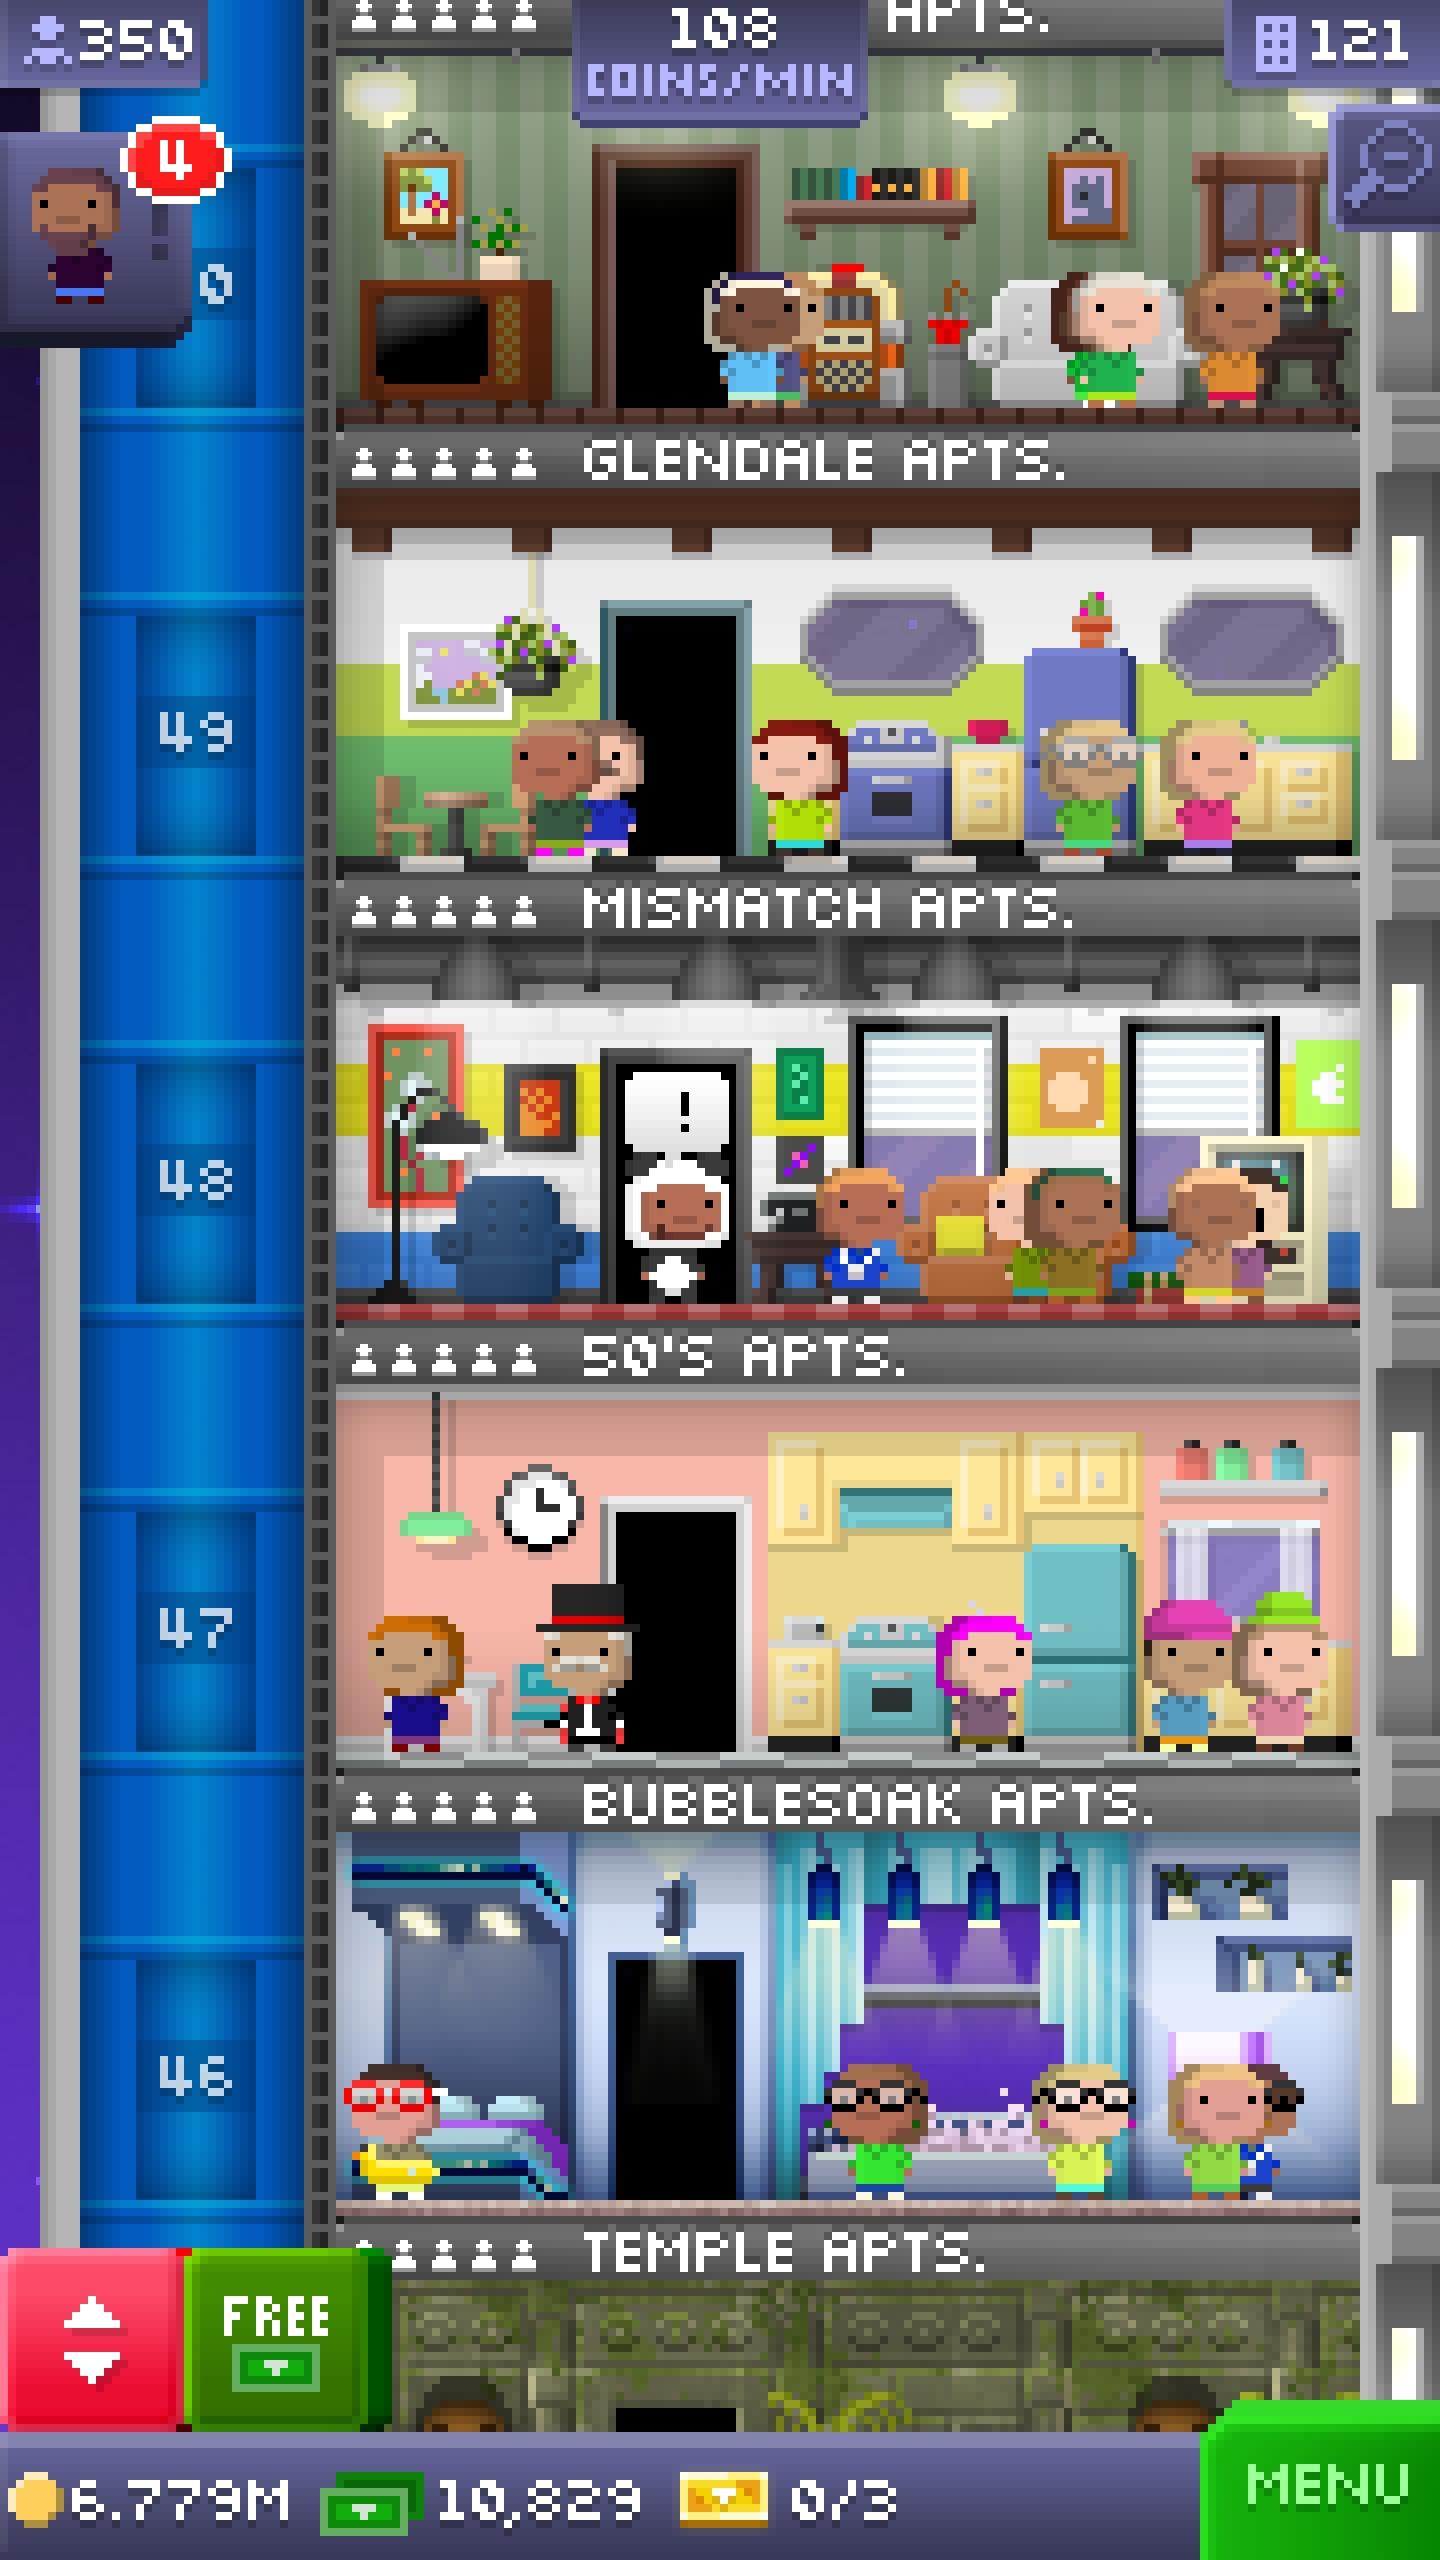 350
108
APTS.
121
COINS/MIN
4
0
GLENDALE APTS.
49
MISMATCH APTS.
!
48
50'S APTS.
47
BUBBLESOAK APTS.
46
TEMPLE APTS.
FREE
6.779M 10,829 0/3
MENU